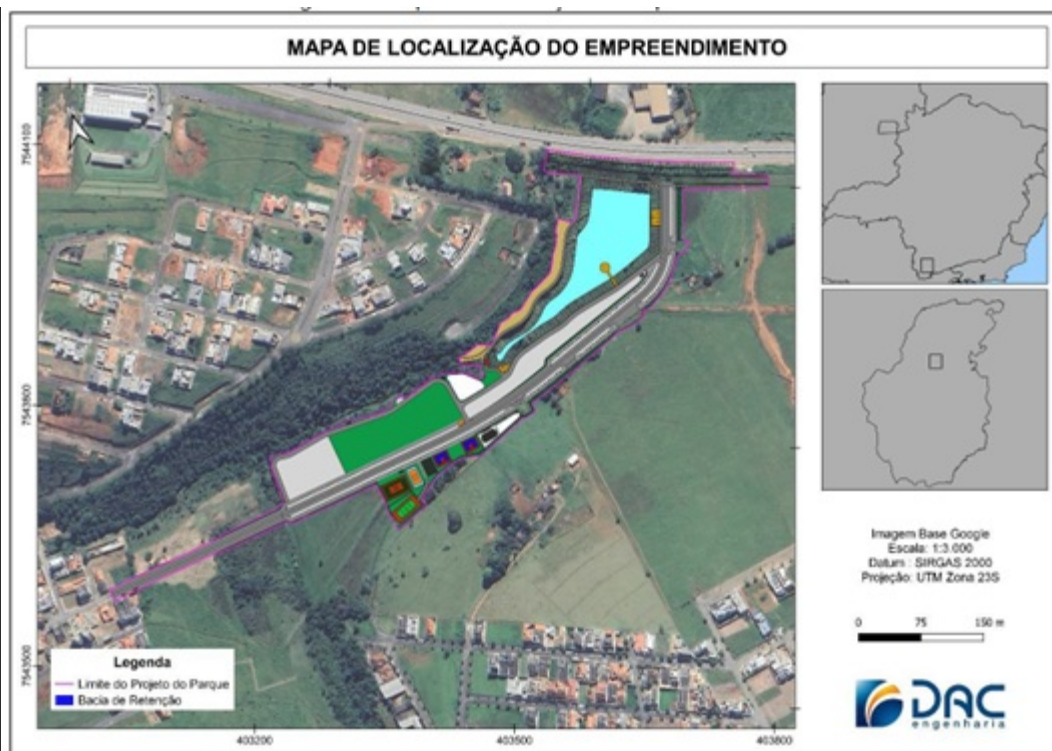 MAPA DE LOCALIZAÇÃO DO EMPREENDIMENTO
7544100
7543800
7543500
403200
403500
403800
Legenda
Limite do Projeto do Parque
Bacia de Retenção
Imagem Base Google
Escala: 1:3.000
Datum : SIRGAS 2000
Projeção: UTM Zona 23S
0 75 150 m
DAC
engenharia